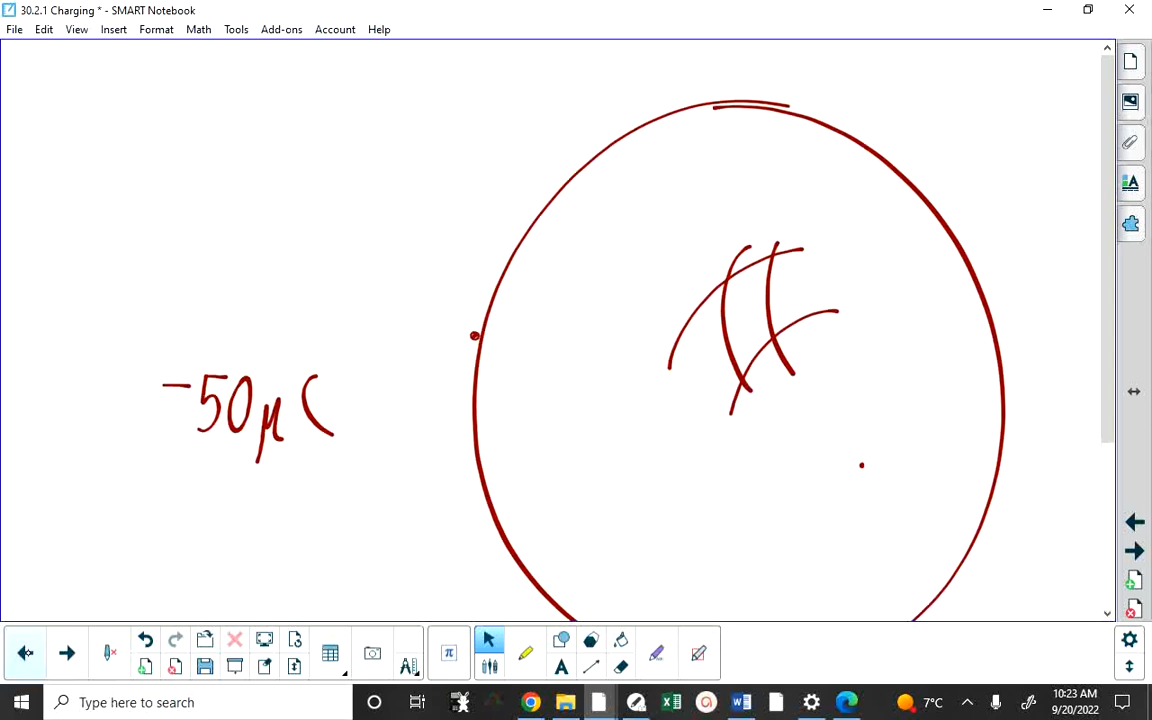 30.2.1 Charging * - SMART Notebook
File Edit View Insert Format Math Tools Add-ons Account Help
-50μC
#
π
A
Type here to search
7°C
10:23 AM
9/20/2022